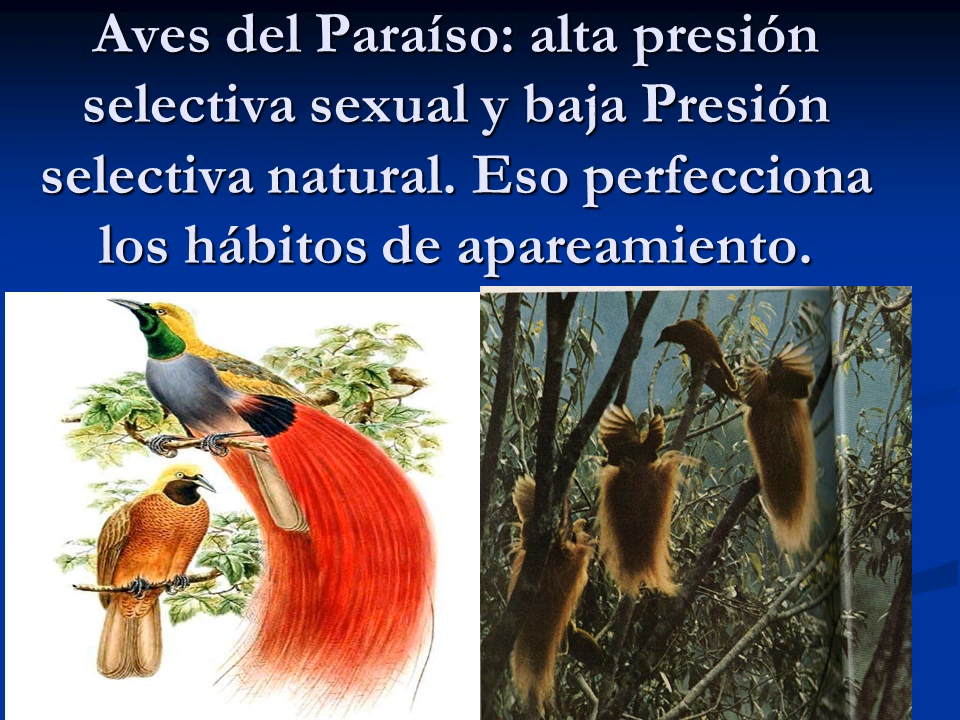 Aves del Paraíso: alta presión
selectiva sexual y baja Presión
selectiva natural. Eso perfecciona
los hábitos de apareamiento.